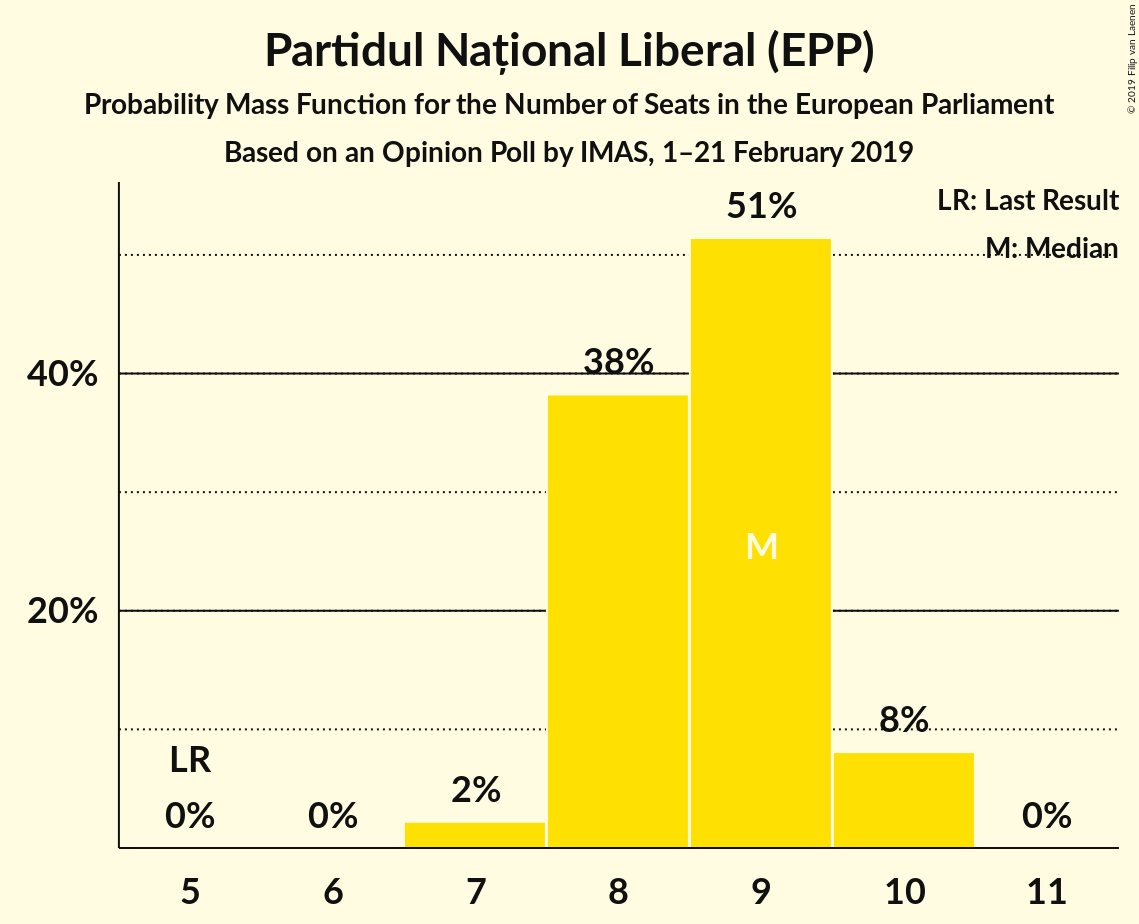 Partidul Național Liberal (EPP)
Probability Mass Function for the Number of Seats in the European Parliament
Based on an Opinion Poll by IMAS, 1–21 February 2019
© 2019 Filip van Laenen
LR: Last Result
M: Median
51%
40%
38%
M
20%
8%
LR
2%
0%
0%
0%
5 6 7 8 9 10 11